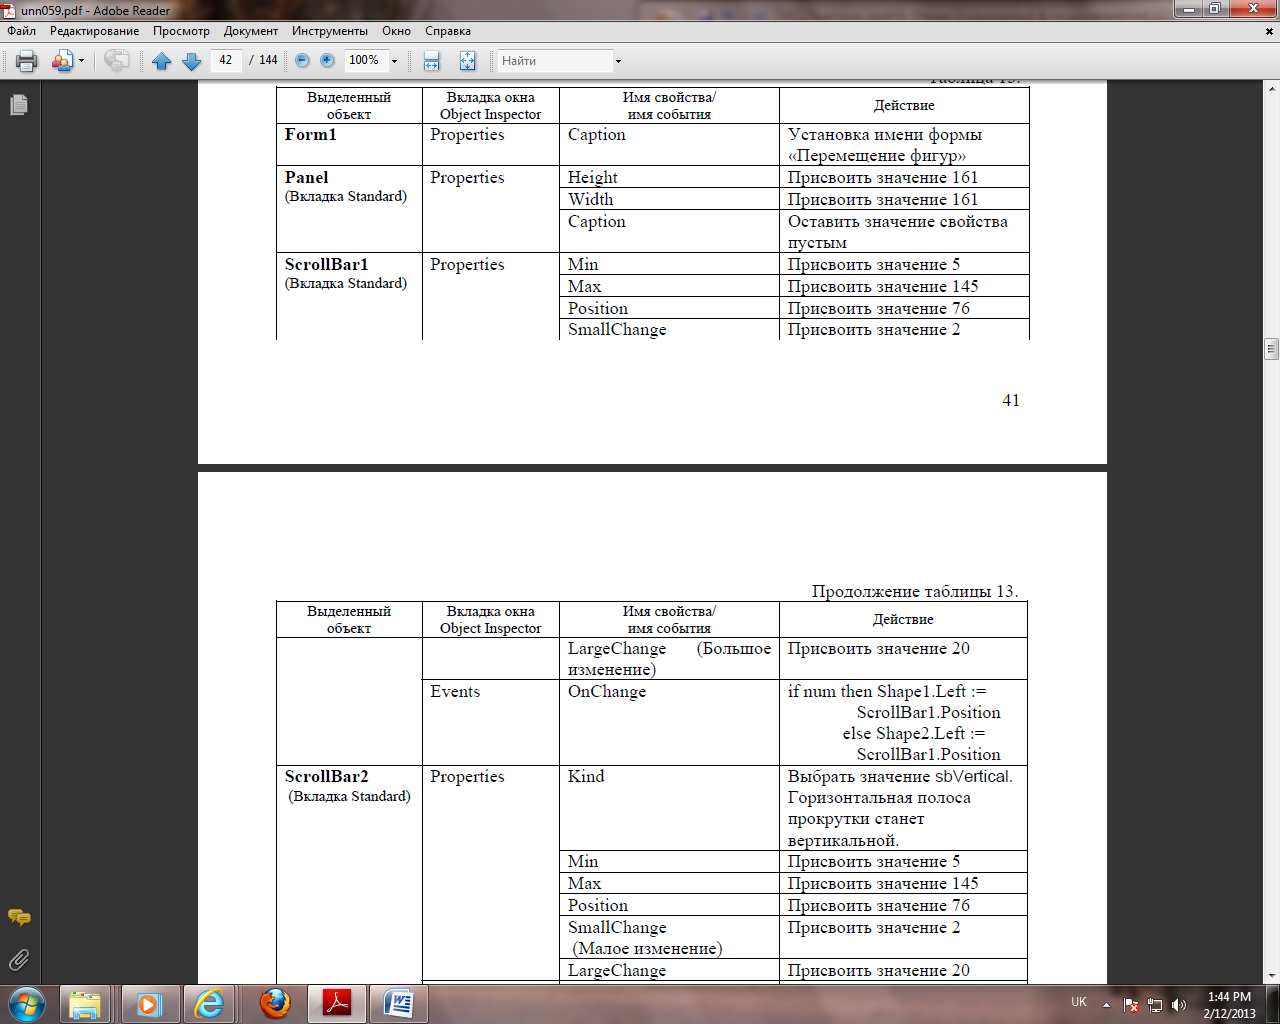 unn059.pdf - Adobe Reader
Файл Редактирование Просмотр Документ Инструменты Окно Справка
42 / 144 100% Найти
Таблица 13.
Выделенный объект Вкладка окна Object Inspector Имя свойства/ имя события Действие
Form1 Properties Caption Установка имени формы
«Перемещение фигур»
Panel Properties Height Присвоить значение 161
(Вкладка Standard) Width Присвоить значение 161
Caption Оставить значение свойства
пустым
ScrollBar1 Properties Min Присвоить значение 5
(Вкладка Standard) Max Присвоить значение 145
Position Присвоить значение 76
SmallChange Присвоить значение 2
41
Продолжение таблицы 13.
Выделенный объект Вкладка окна Object Inspector Имя свойства/ имя события Действие
LargeChange (Большое Присвоить значение 20
изменение)
Events OnChange if num then Shape1.Left :=
ScrollBar1.Position
else Shape2.Left :=
ScrollBar1.Position
ScrollBar2 Properties Kind Выбрать значение sbVertical.
(Вкладка Standard) Горизонтальная полоса
прокрутки станет
вертикальной.
Min Присвоить значение 5
Max Присвоить значение 145
Position Присвоить значение 76
SmallChange Присвоить значение 2
(Малое изменение)
LargeChange Присвоить значение 20
UK 1:44 PM
2/12/2013